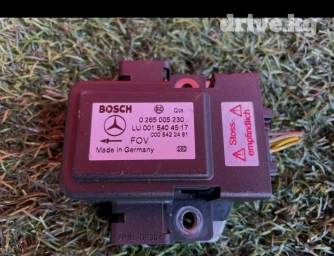 drive.kg
BOSCH
0 265 005 230
LU 001 540 45 17
000 542 24 91
FOV
Made in Germany
Stoss-
empfindlich